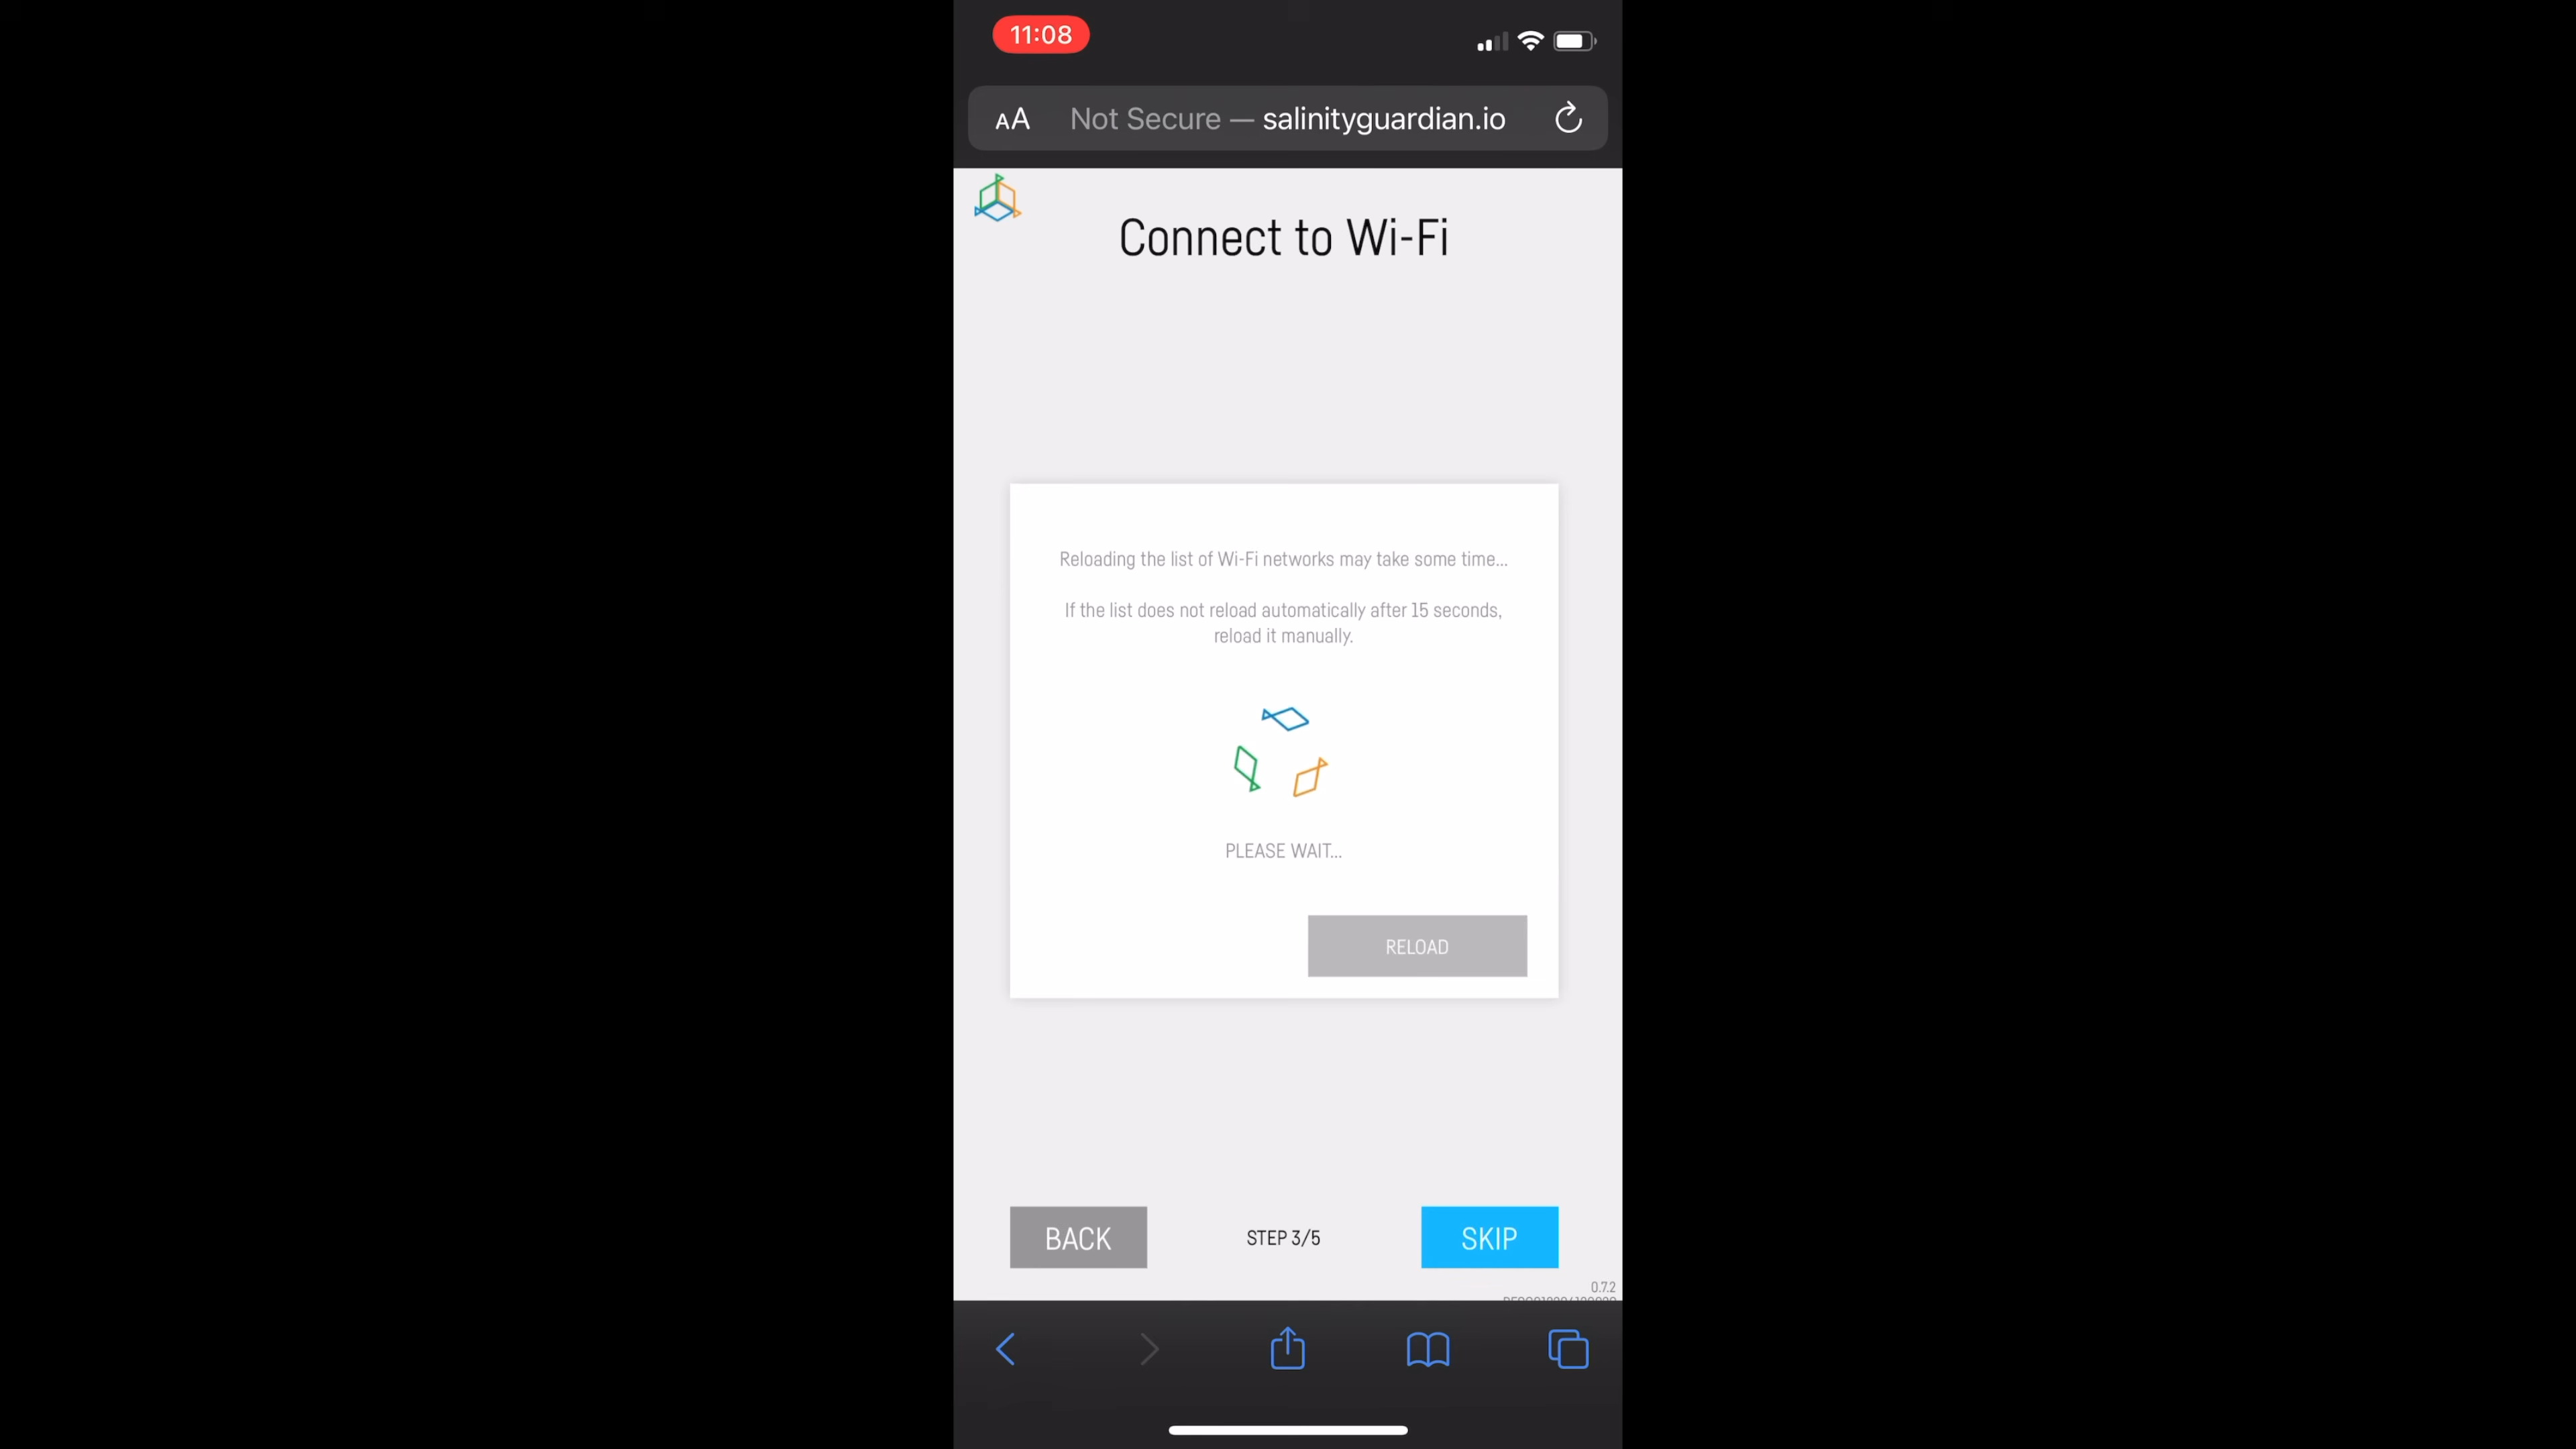 11:08
AA Not Secure — salinityguardian.io
Connect to Wi-Fi
Reloading the list of Wi-Fi networks may take some time...
If the list does not reload automatically after 15 seconds,
reload it manually.
PLEASE WAIT...
RELOAD
BACK STEP 3/5 SKIP
0.7.2